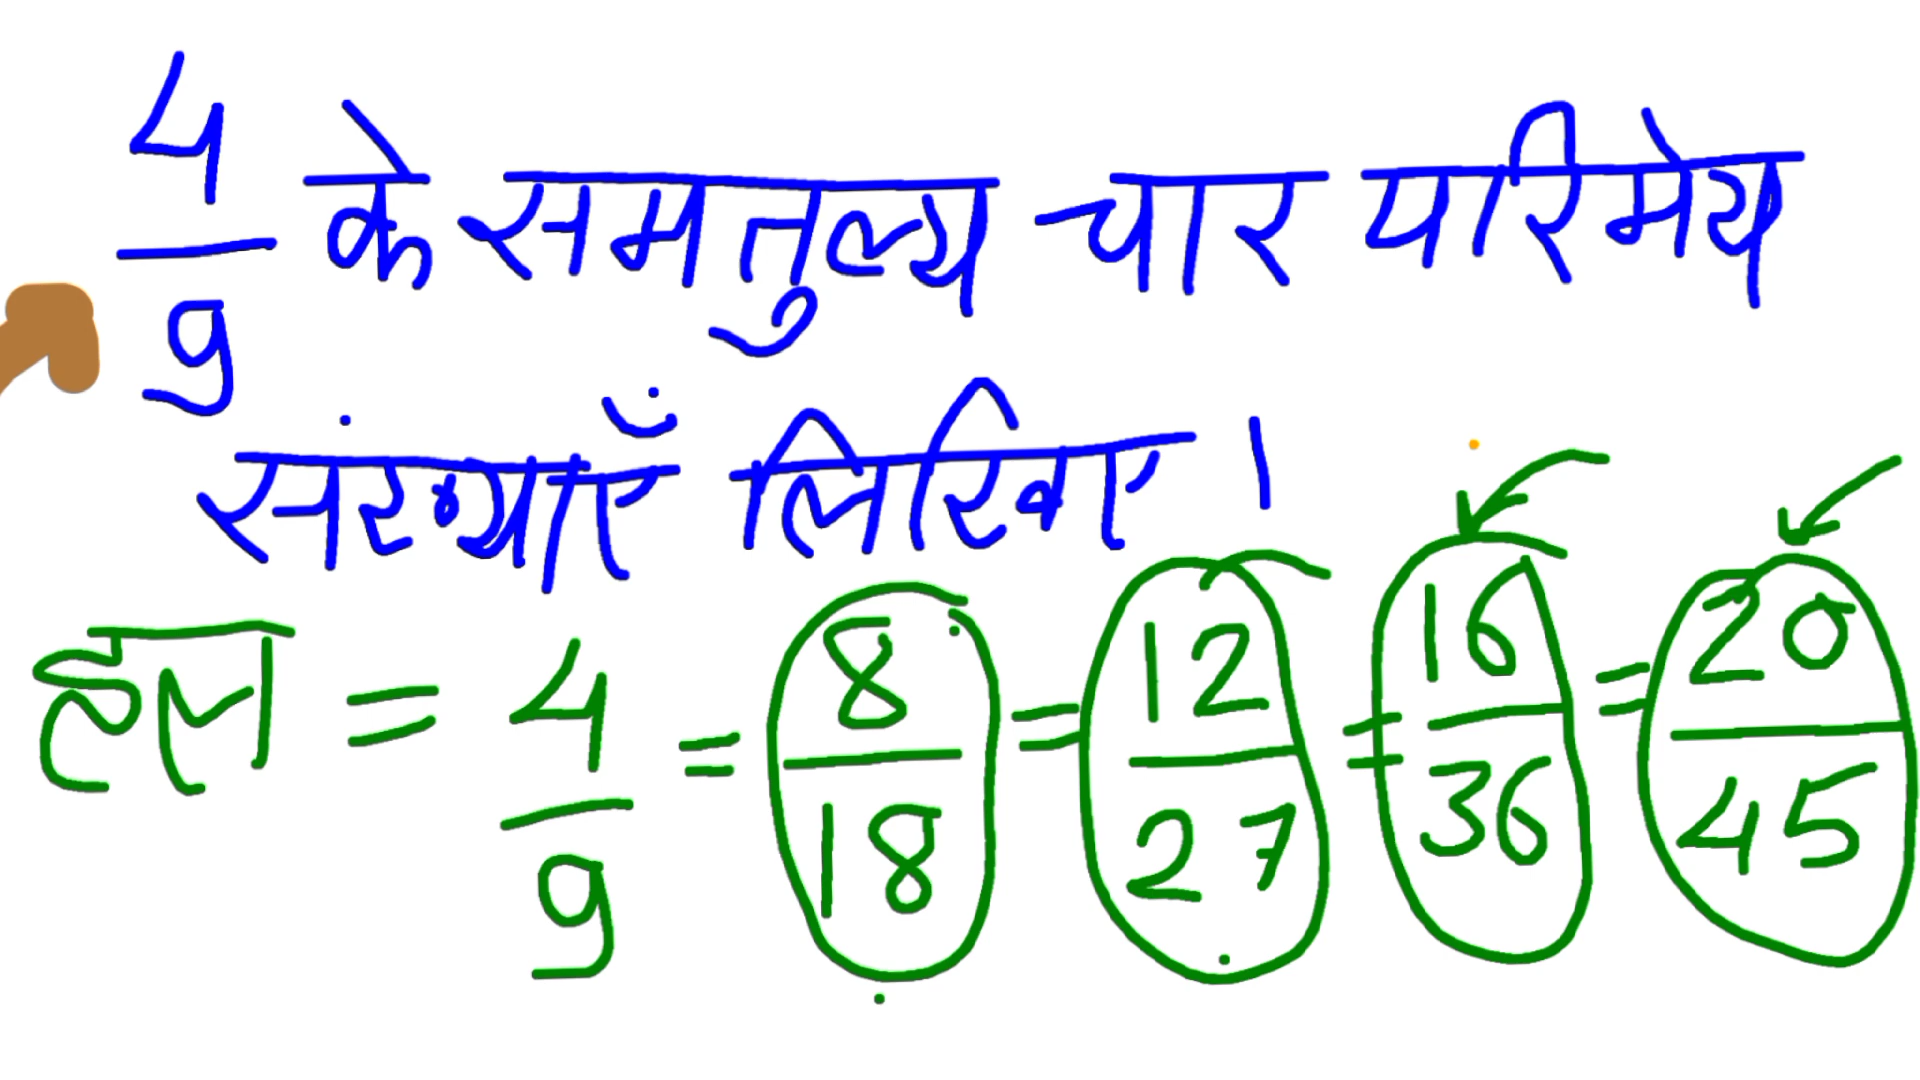 4/9 के समतुल्य चार परिमेय
संख्याएँ लिखिए।
हल = 4/9 = 8/18 = 12/27 = 16/36 = 20/45